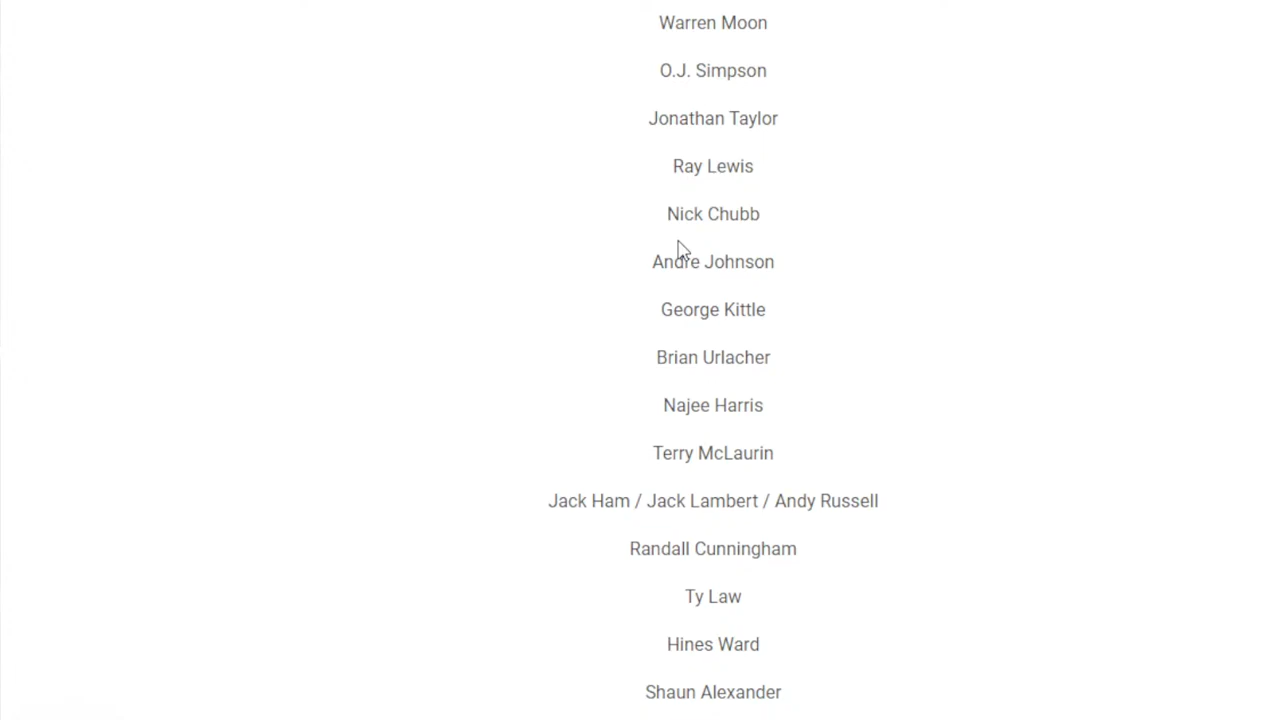 Warren Moon
O.J. Simpson
Jonathan Taylor
Ray Lewis
Nick Chubb
Andre Johnson
George Kittle
Brian Urlacher
Najee Harris
Terry McLaurin
Jack Ham / Jack Lambert / Andy Russell
Randall Cunningham
Ty Law
Hines Ward
Shaun Alexander